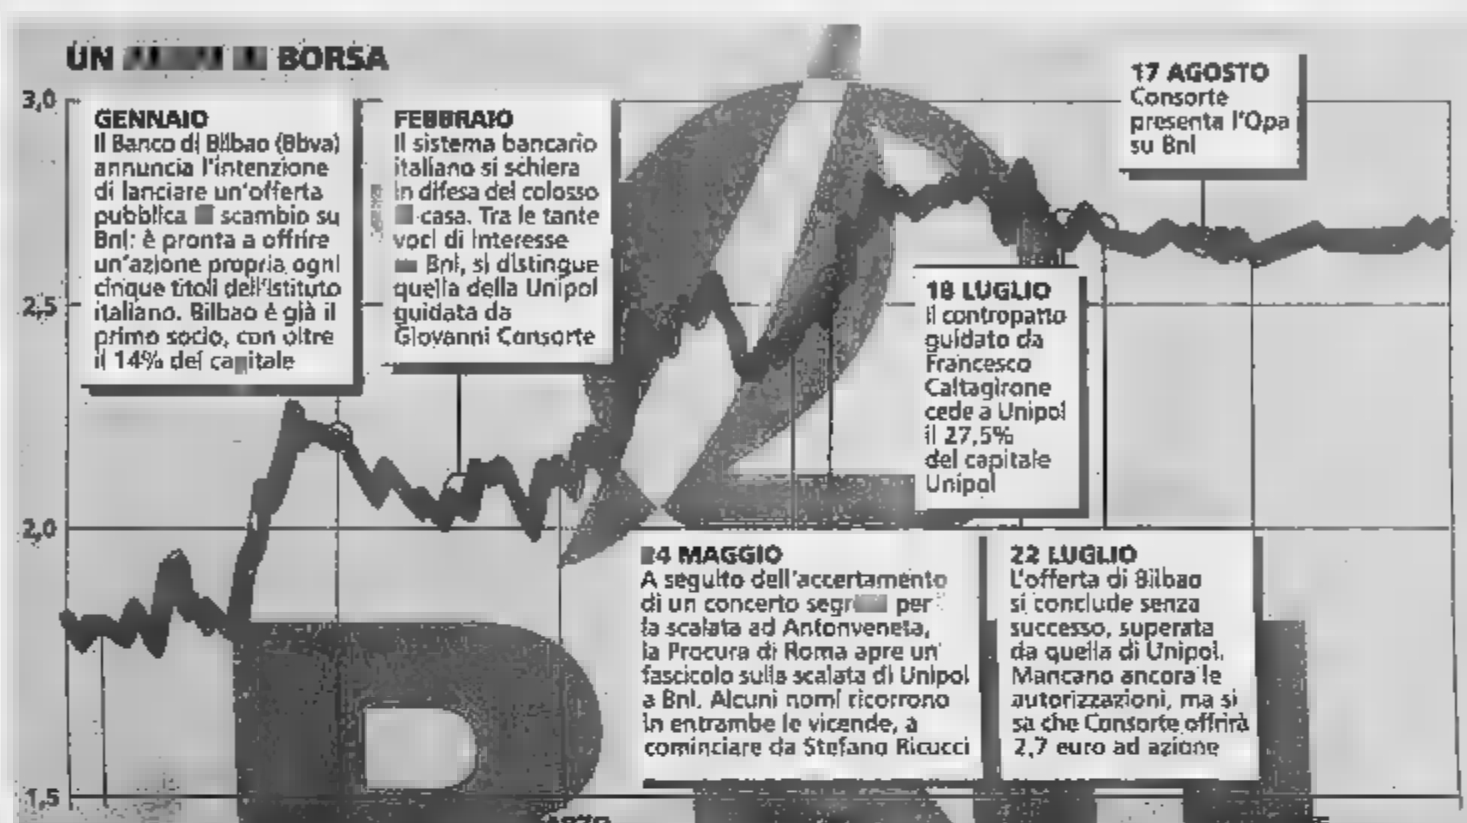 UN BORSA
3,0
2,5
2,0
1,5
GENNAIO
Il Banco di Bilbao (Bbva)
annuncia l'intenzione
di lanciare un'offerta
pubblica scambio su
Bnl: è pronta a offrire
un'azione propria ogni
cinque titoli dell'istituto
italiano. Bilbao è già il
primo socio, con oltre
il 14% del capitale
FEBBRAIO
Il sistema bancario
italiano si schiera
in difesa del colosso
casa. Tra le tante
voci di interesse
Bnl, si distingue
quella della Unipol
guidata da
Giovanni Consorte
17 AGOSTO
Consorte
presenta l'Opa
su Bnl
18 LUGLIO
Il contropatto
guidato da
Francesco
Caltagirone
cede a Unipol
il 27,5%
del capitale
Unipol
MAGGIO
A seguito dell'accertamento
di un concerto per
la scalata ad Antonveneta,
la Procura di Roma apre un
fascicolo sulla scalata di Unipol
a Bnl. Alcuni nomi ricorrono
in entrambe le vicende, a
cominciare da Stefano Ricucci
22 LUGLIO
L'offerta di Bilbao
si conclude senza
successo, superata
da quella di Unipol.
Mancano ancora le
autorizzazioni, ma si
sa che Consorte offrirà
2,7 euro ad azione